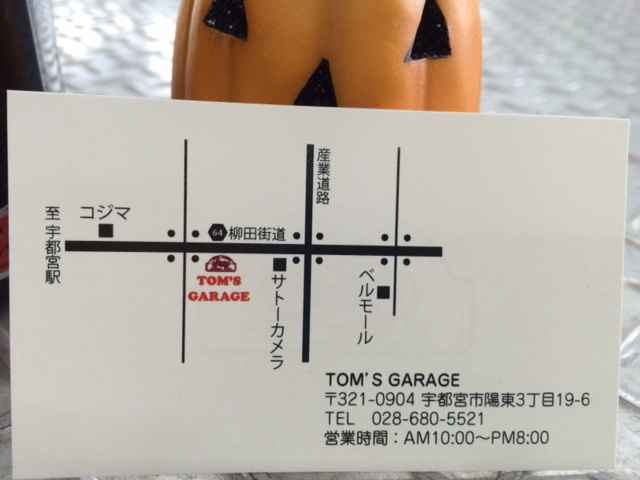 産業道路
コジマ
至 宇都宮駅
64 柳田街道
TOM'S
GARAGE
サトーカメラ
ベルモール
TOM'S GARAGE
〒321-0904 宇都宮市陽東3丁目19-6
TEL 028-680-5521
営業時間：AM10:00～PM8:00